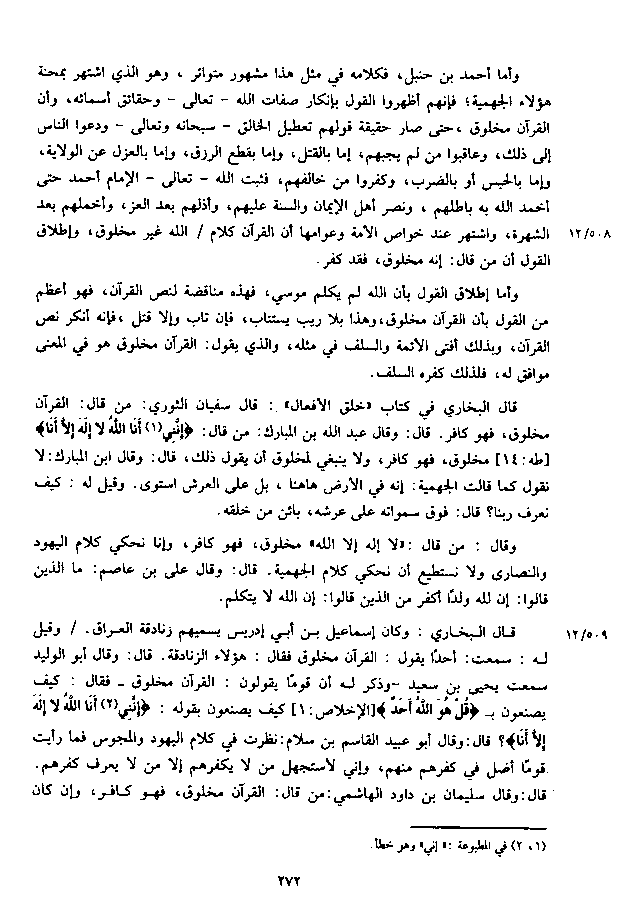 وأما أحمد بن حنبل، فكلامه في مثل هذا مشهور متواتر ، وهو الذي اشتهر بمحنة
هؤلاء الجهمية؛ فإنهم أظهروا القول بإنكار صفات الله - تعالى - وحقائق أسمائه، وأن
القرآن مخلوق ،حتى صار حقيقة قولهم تعطيل الخالق - سبحانه وتعالى - ودعوا الناس
إلى ذلك، وعاقبوا من لم يجبهم، إما بالقتل، وإما بقطع الرزق، وإما بالعزل عن الولاية،
وإما بالحبس أو بالضرب، وكفروا من خالفهم، فثبت الله - تعالى - الإمام أحمد حتى
أخمد الله به باطلهم ، ونصر أهل الإيمان والسنة عليهم، وأذلهم بعد العز، وأخملهم بعد
الشهرة، واشتهر عند خواص الأمة وعوامها أن القرآن كلام / الله غير مخلوق، وإطلاق ١٢/٥٠٨
القول أن من قال: إنه مخلوق، فقد كفر.
وأما إطلاق القول بأن الله لم يكلم موسي، فهذه مناقضة لنص القرآن، فهو أعظم
من القول بأن القرآن مخلوق،وهذا بلا ريب يستتاب، فإن تاب وإلا قتل ،فإنه أنكر نص
القرآن، وبذلك أفتى الأئمة والسلف في مثله، والذي يقول: القرآن مخلوق هو في المعنى
موافق له، فلذلك كفره السلف.
قال البخاري في كتاب «خلق الأفعال» : قال سفيان الثوري: من قال: القرآن
مخلوق، فهو كافر. قال: وقال عبد الله بن المبارك: من قال: ﴿إِنَّنِي(١) أَنَا اللَّهُ لا إِلَهَ إِلاَّ أَنَا﴾
[طه:١٤] مخلوق، فهو كافر، ولا ينبغي لمخلوق أن يقول ذلك، قال: وقال ابن المبارك:لا
نقول كما قالت الجهمية: إنه في الأرض هاهنا ، بل على العرش استوى. وقيل له : كيف
نعرف ربنا؟ قال: فوق سمواته على عرشه، بائن من خلقه.
وقال : من قال :«لا إله إلا الله» مخلوق، فهو كافر، وإنا نحكي كلام اليهود
والنصارى ولا نستطيع أن نحكي كلام الجهمية. قال: وقال على بن عاصم: ما الذين
قالوا: إن لله ولدًا أكفر من الذين قالوا: إن الله لا يتكلم.
قال البخاري : وكان إسماعيل بن أبي إدريس يسميهم زنادقة العراق. / وقيل ١٢/٥٠٩
له : سمعت: أحدًا يقول : القرآن مخلوق فقال : هؤلاء الزنادقة. قال: وقال أبو الوليد
سمعت يحيى بن سعيد -وذكر له أن قومًا يقولون : القرآن مخلوق - فقال : كيف
يصنعون بـ ﴿قُلْ هُوَ اللَّهُ أَحَدٌ ﴾[الإخلاص:١] كيف يصنعون بقوله : ﴿إِنَّنِي(٢) أَنَا اللَّهُ لا إِلَهَ
إِلاَّ أَنَا﴾؟ قال:وقال أبو عبيد القاسم بن سلام:نظرت في كلام اليهود والمجوس فما رأيت
قومًا أضل في كفرهم منهم، وإني لأستجهل من لا يكفرهم إلا من لا يعرف كفرهم.
قال:وقال سليمان بن داود الهاشمي:من قال: القرآن مخلوق، فهو كافر، وإن كان
(١، ٢) في المطبوعة :« إني» وهو خطأ.
٢٧٢